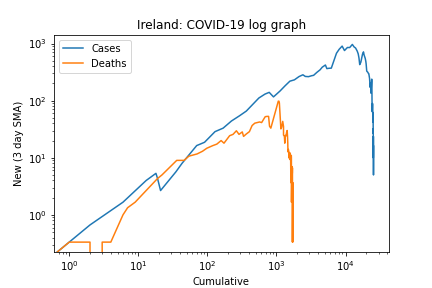 Ireland: COVID-19 log graph
Cases
Deaths
New (3 day SMA)
10³
10²
10¹
10⁰
10⁰ 10¹ 10² 10³ 10⁴
Cumulative